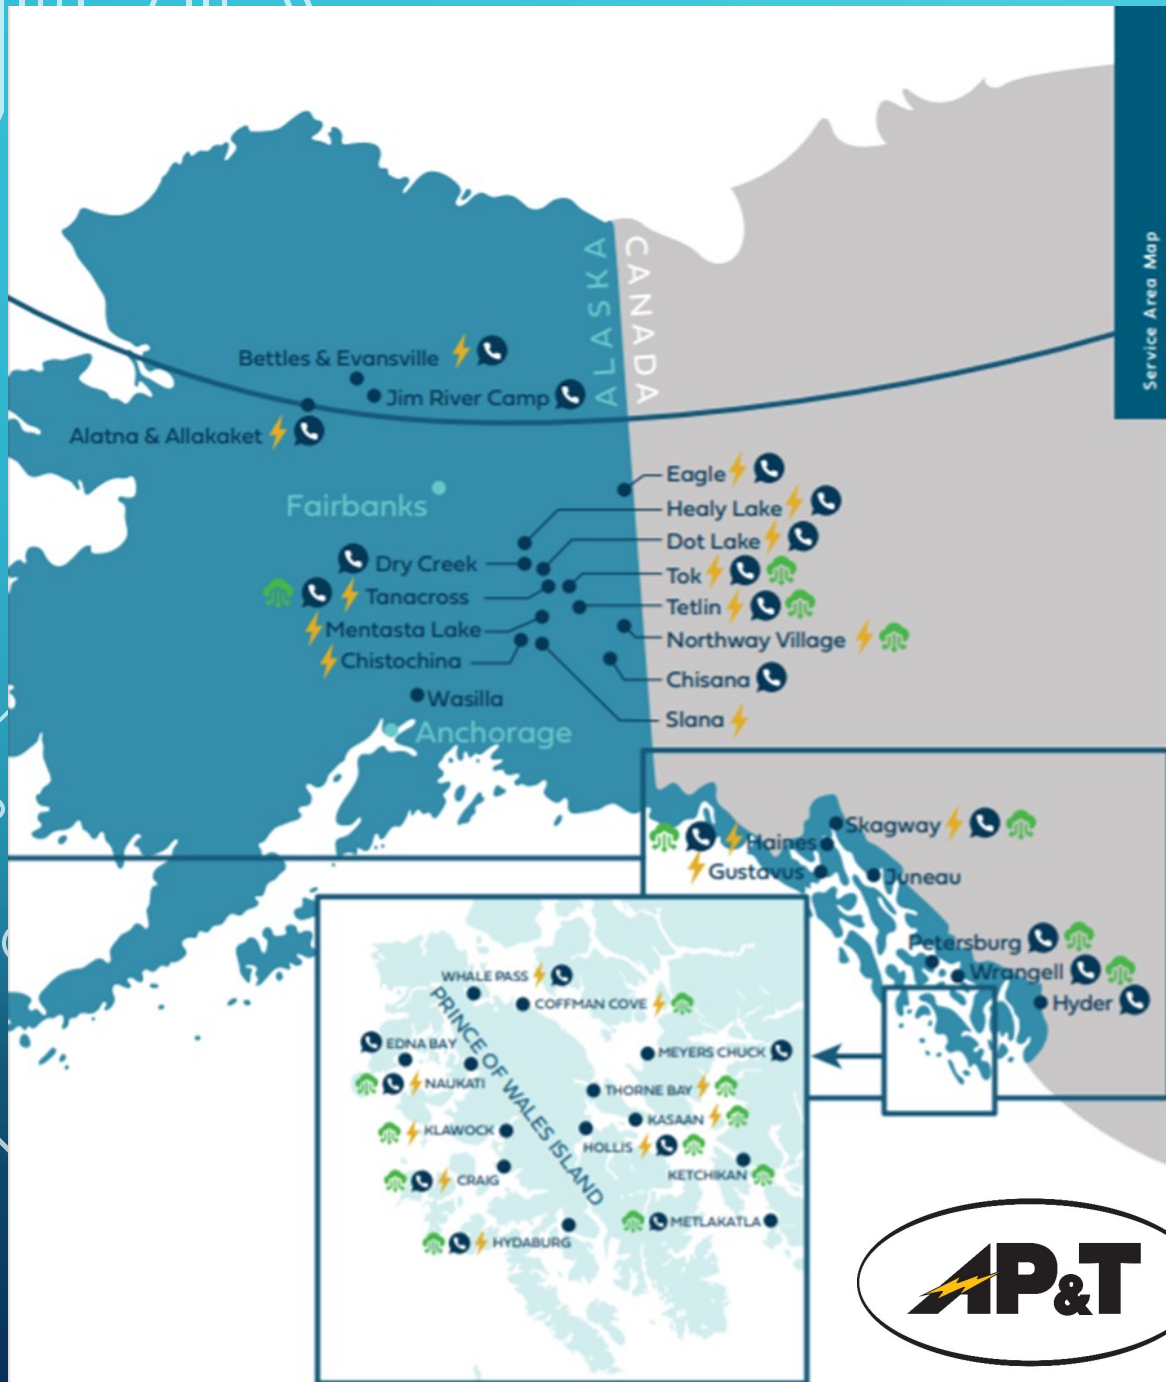 Service Area Map
ALASKA
CANADA
Bettles & Evansville
Jim River Camp
Alatna & Allakaket
Fairbanks
Eagle
Healy Lake
Dot Lake
Dry Creek
Tok
Tanacross
Tetlin
Mentasta Lake
Northway Village
Chistochina
Chisana
Wasilla
Slana
Anchorage
Skagway
Haines
Gustavus
Juneau
Petersburg
Wrangell
Hyder
WHALE PASS
COFFMAN COVE
PRINCE OF WALES ISLAND
EDNA BAY
MEYERS CHUCK
NAUKATI
THORNE BAY
KASAAN
KLAWOCK
HOLLIS
KETCHIKAN
CRAIG
METLAKATLA
HYDABURG
AP&T